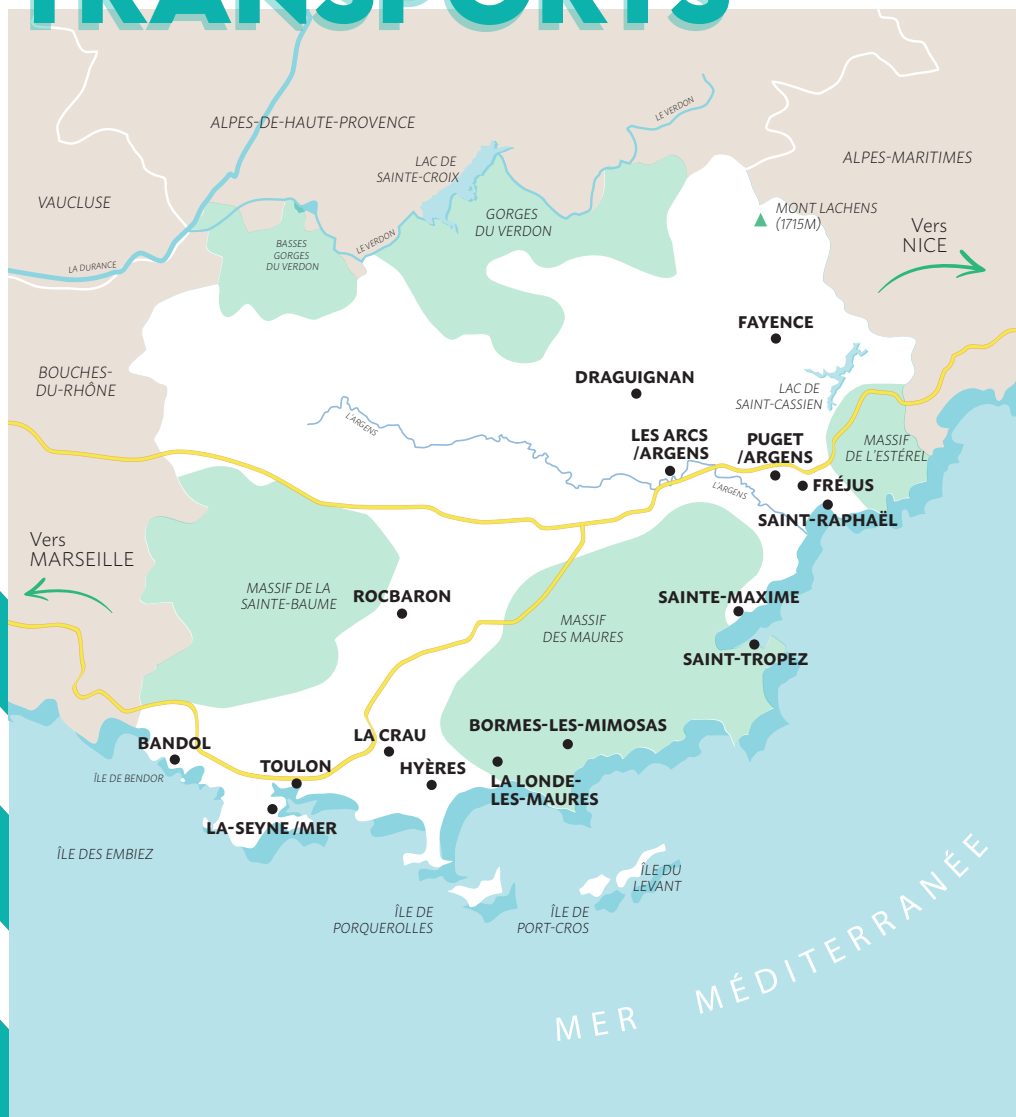 TRANSPORTS
ALPES-DE-HAUTE-PROVENCE
LE VERDON
LAC DE
SAINTE-CROIX
ALPES-MARITIMES
VAUCLUSE
MONT LACHENS
(1715M)
GORGES
DU VERDON
Vers
NICE
BASSES
GORGES
DU VERDON
LE VERDON
LA DURANCE
FAYENCE
BOUCHES-
DU-RHÔNE
DRAGUIGNAN
LAC DE
SAINT-CASSIEN
L'ARGENS
LES ARCS
/ARGENS
PUGET
/ARGENS
MASSIF
DE L'ESTÉREL
FRÉJUS
L'ARGENS
SAINT-RAPHAËL
Vers
MARSEILLE
MASSIF DE LA
SAINTE-BAUME
ROCBARON
SAINTE-MAXIME
MASSIF
DES MAURES
SAINT-TROPEZ
BORMES-LES-MIMOSAS
LA CRAU
BANDOL
TOULON
HYÈRES
ÎLE DE BENDOR
LA LONDE-
LES-MAURES
LA-SEYNE /MER
ÎLE DES EMBIEZ
ÎLE DU
LEVANT
ÎLE DE
PORQUEROLLES
ÎLE DE
PORT-CROS
MER MÉDITERRANÉE